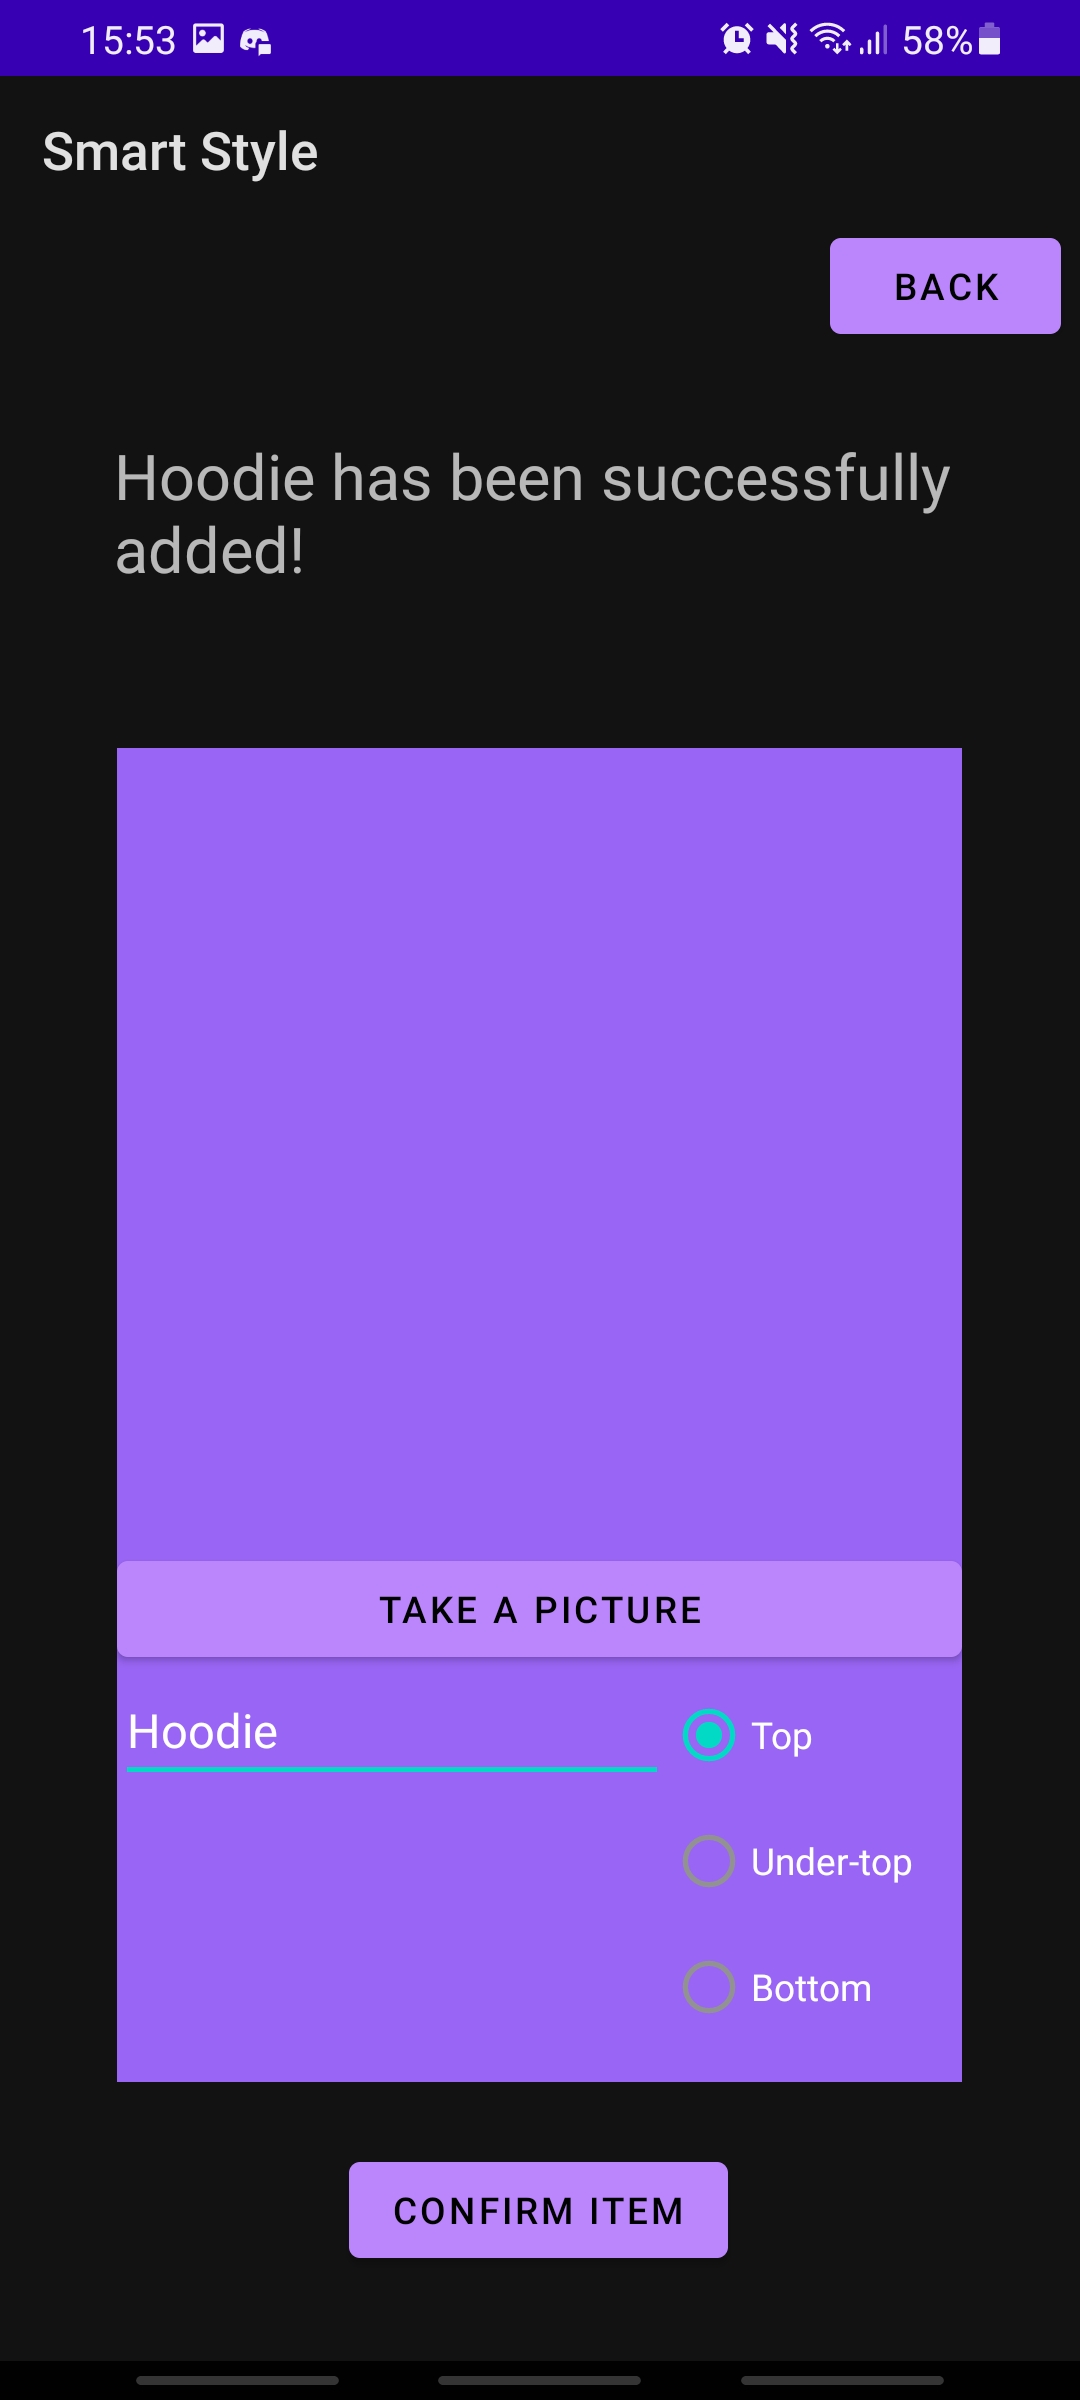 15:53
58%
Smart Style
BACK
Hoodie has been successfully
added!
TAKE A PICTURE
Hoodie
Top
Under-top
Bottom
CONFIRM ITEM